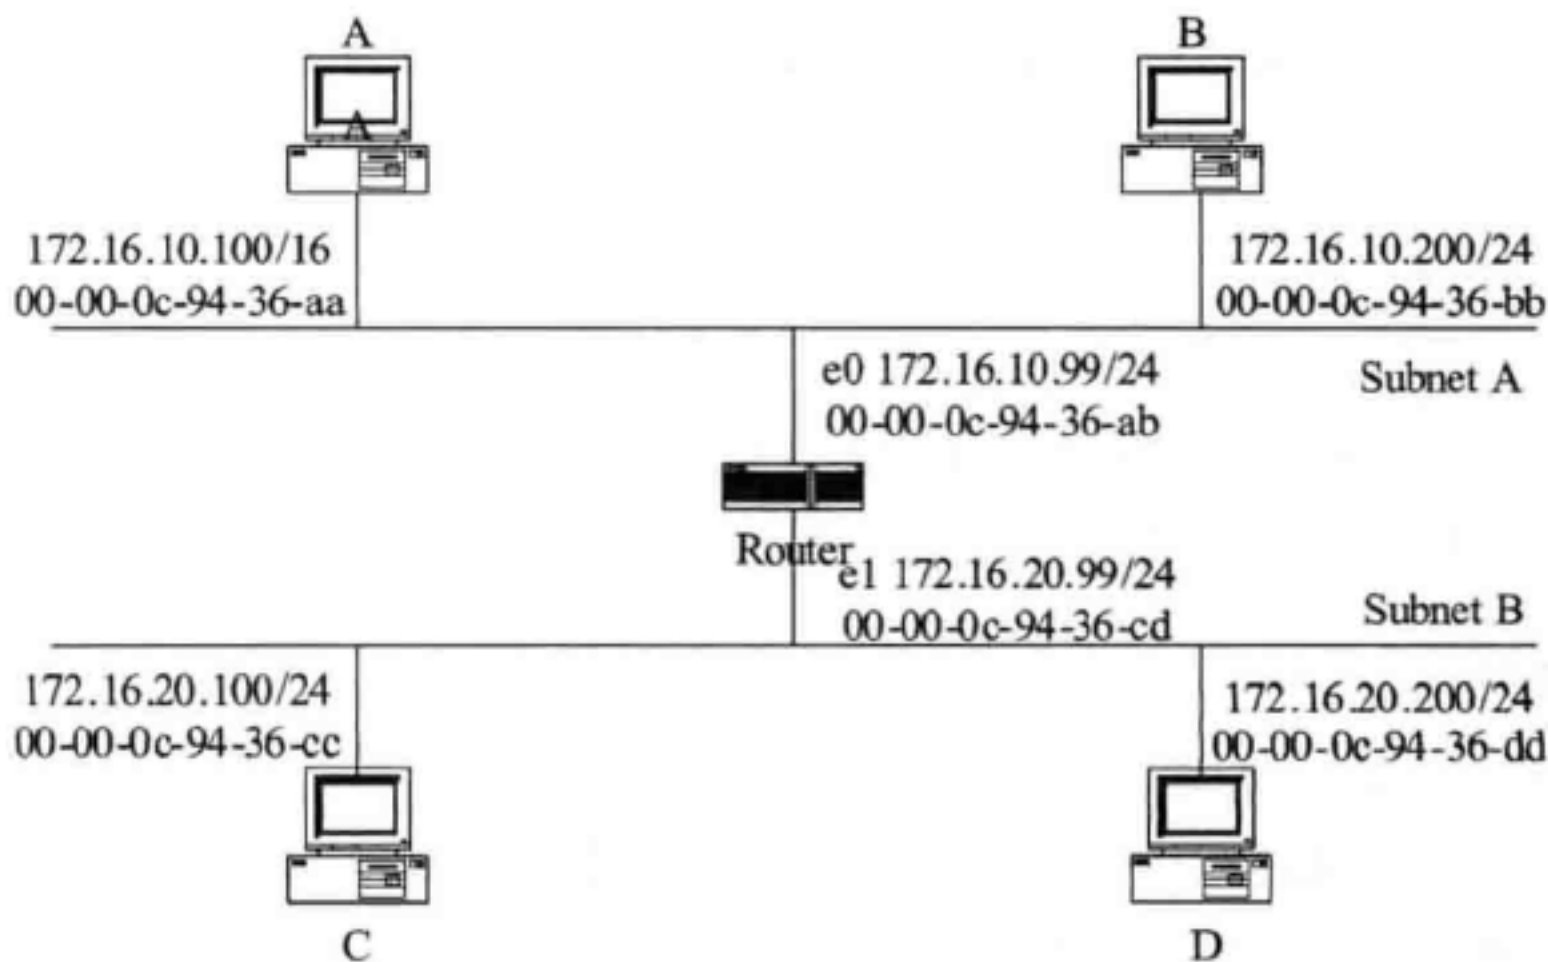 A
B
A
172.16.10.100/16
00-00-0c-94-36-aa
172.16.10.200/24
00-00-0c-94-36-bb
e0 172.16.10.99/24
00-00-0c-94-36-ab
Subnet A
Router
e1 172.16.20.99/24
00-00-0c-94-36-cd
Subnet B
172.16.20.100/24
00-00-0c-94-36-cc
172.16.20.200/24
00-00-0c-94-36-dd
C
D